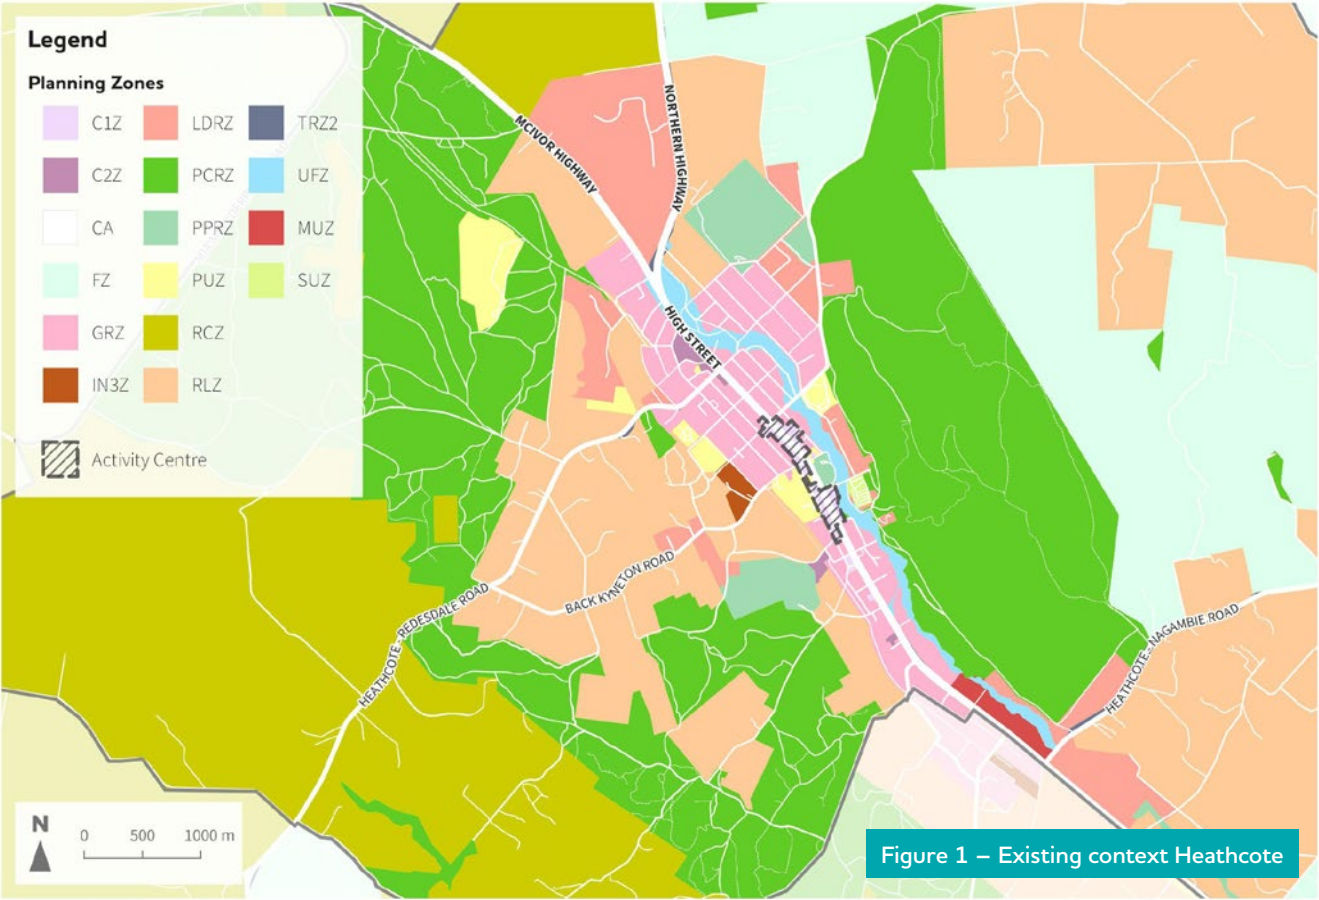 Legend
Planning Zones
C1Z
LDRZ
TRZ2
C2Z
PCRZ
UFZ
CA
PPRZ
MUZ
FZ
PUZ
SUZ
GRZ
RCZ
IN3Z
RLZ
Activity Centre
MCIVOR HIGHWAY
NORTHERN HIGHWAY
HIGH STREET
BACK KYNETON ROAD
HEATHCOTE - REDESDALE ROAD
HEATHCOTE - NAGAMBIE ROAD
N
0 500 1000 m
Figure 1 – Existing context Heathcote